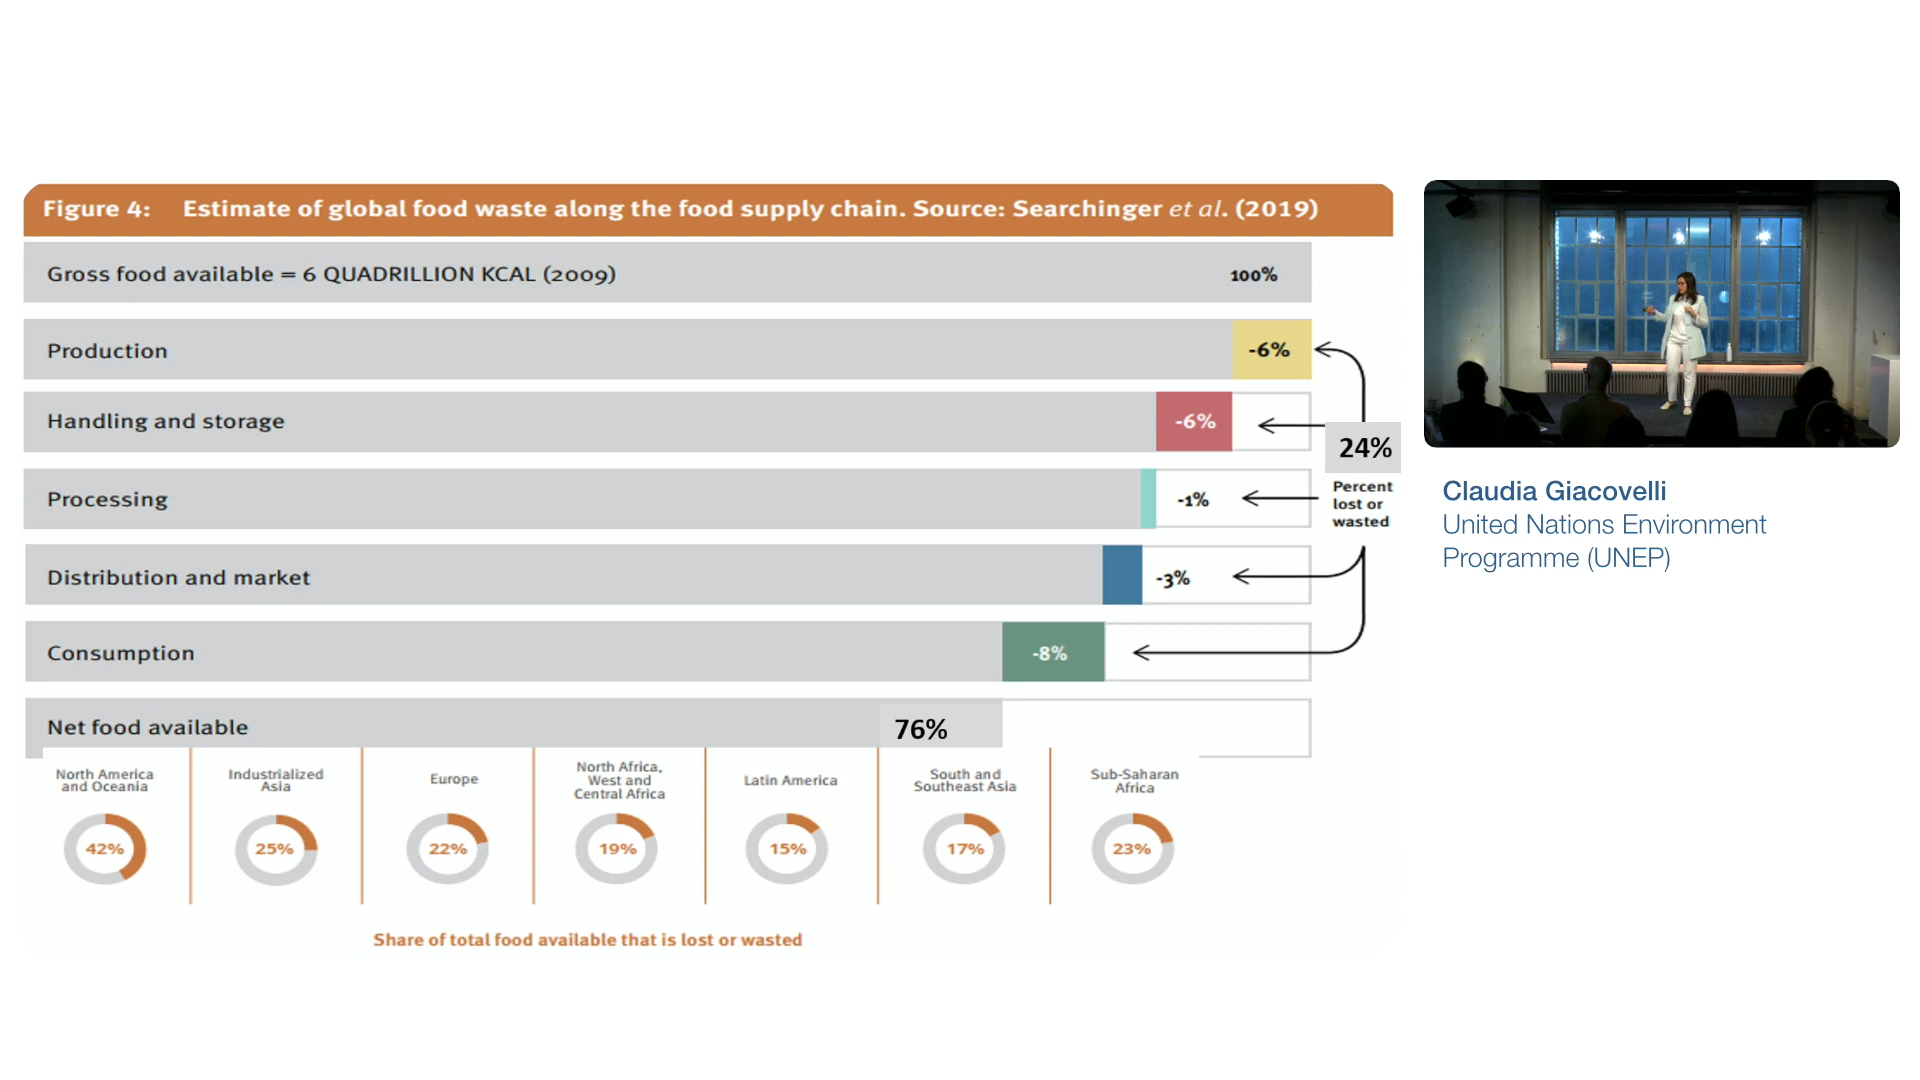 Figure 4: Estimate of global food waste along the food supply chain. Source: Searchinger et al. (2019)
Gross food available = 6 QUADRILLION KCAL (2009) 100%
Production -6%
Handling and storage -6%
24%
Percent
lost or
wasted
Processing -1%
Distribution and market -3%
Consumption -8%
Net food available 76%
North America
and Oceania
42%
Industrialized
Asia
25%
Europe
22%
North Africa,
West and
Central Africa
19%
Latin America
15%
South and
Southeast Asia
17%
Sub-Saharan
Africa
23%
Share of total food available that is lost or wasted
Claudia Giacovelli
United Nations Environment
Programme (UNEP)